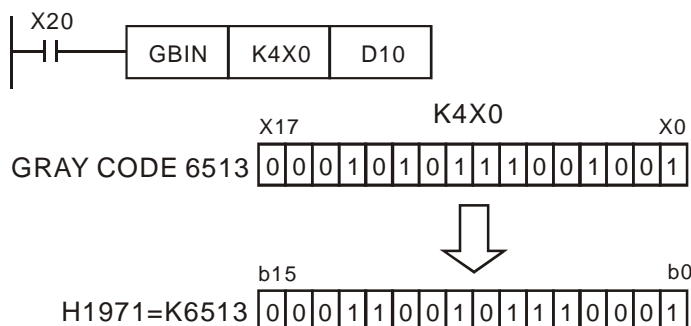 X20
GBIN K4X0 D10
K4X0
X17 X0
GRAY CODE 6513 0 0 0 1 0 1 0 1 1 1 0 0 1 0 0 1
b15 b0
H1971=K6513 0 0 0 1 1 0 0 1 0 1 1 1 0 0 0 1